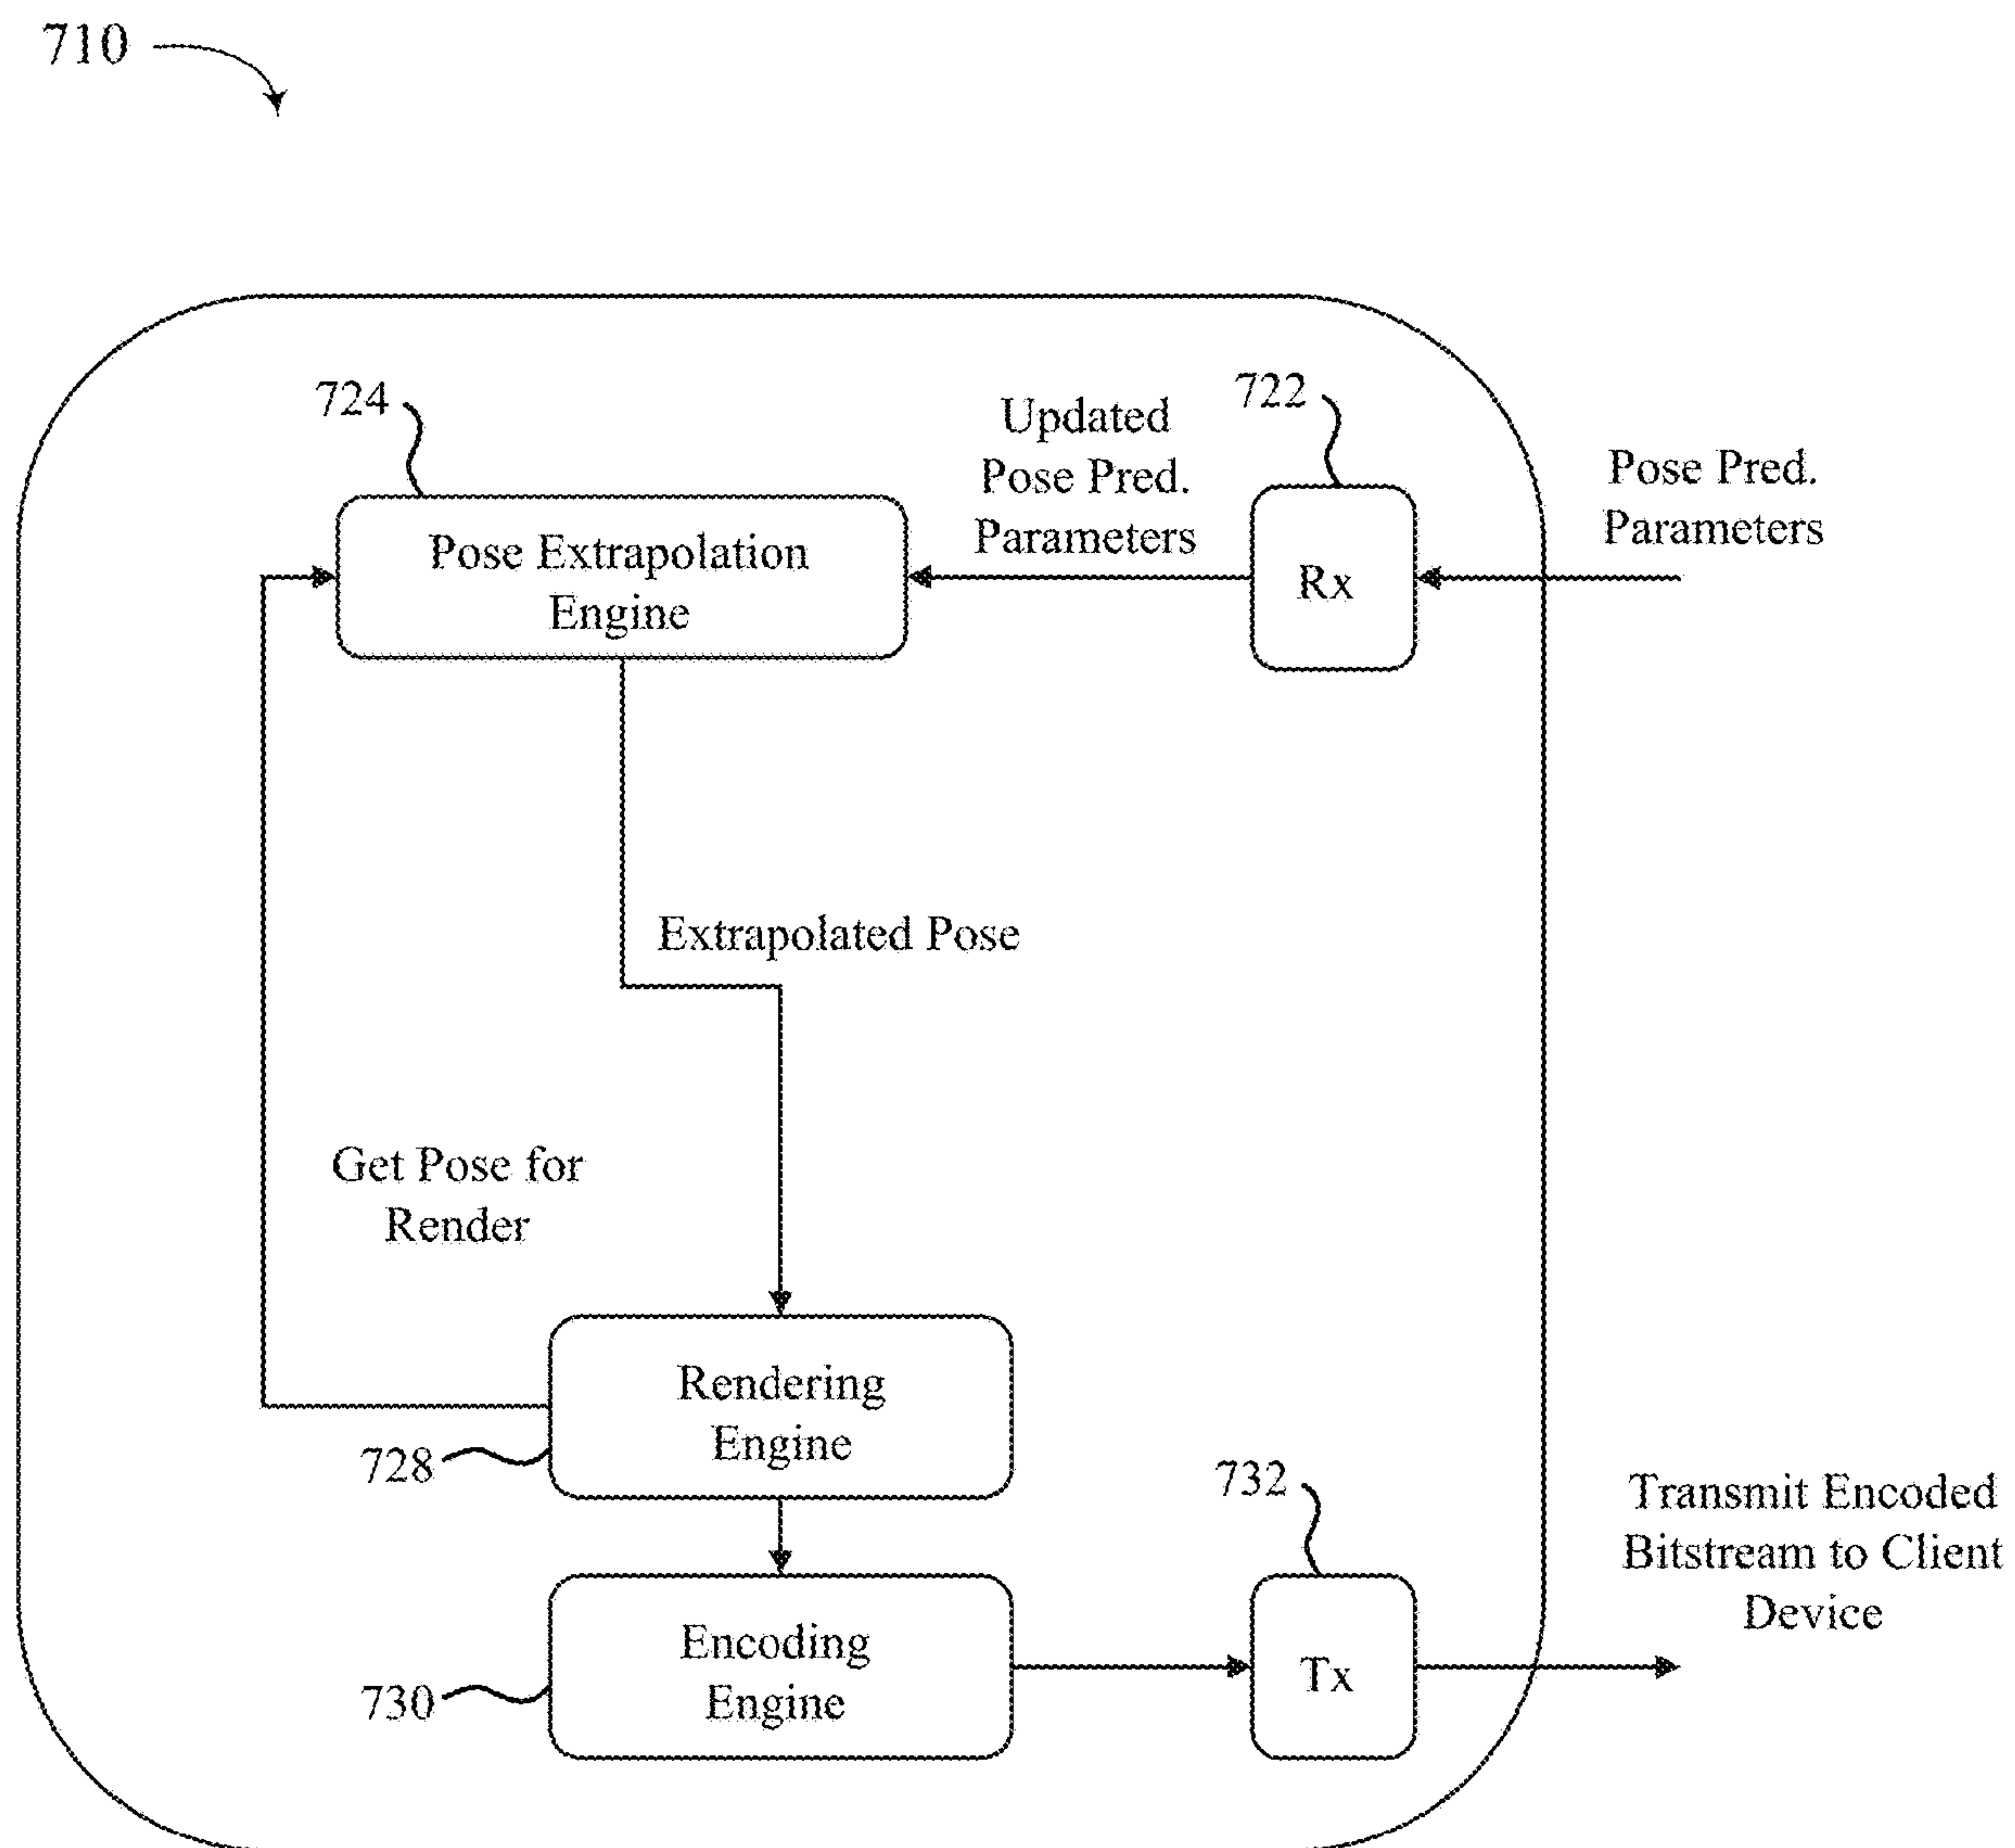 710
724
Updated
Pose Pred.
Parameters
722
Pose Pred.
Parameters
Pose Extrapolation
Engine
Rx
Extrapolated Pose
Get Pose for
Render
Rendering
Engine
728
732
Transmit Encoded
Bitstream to Client
Device
Encoding
Engine
730
Tx